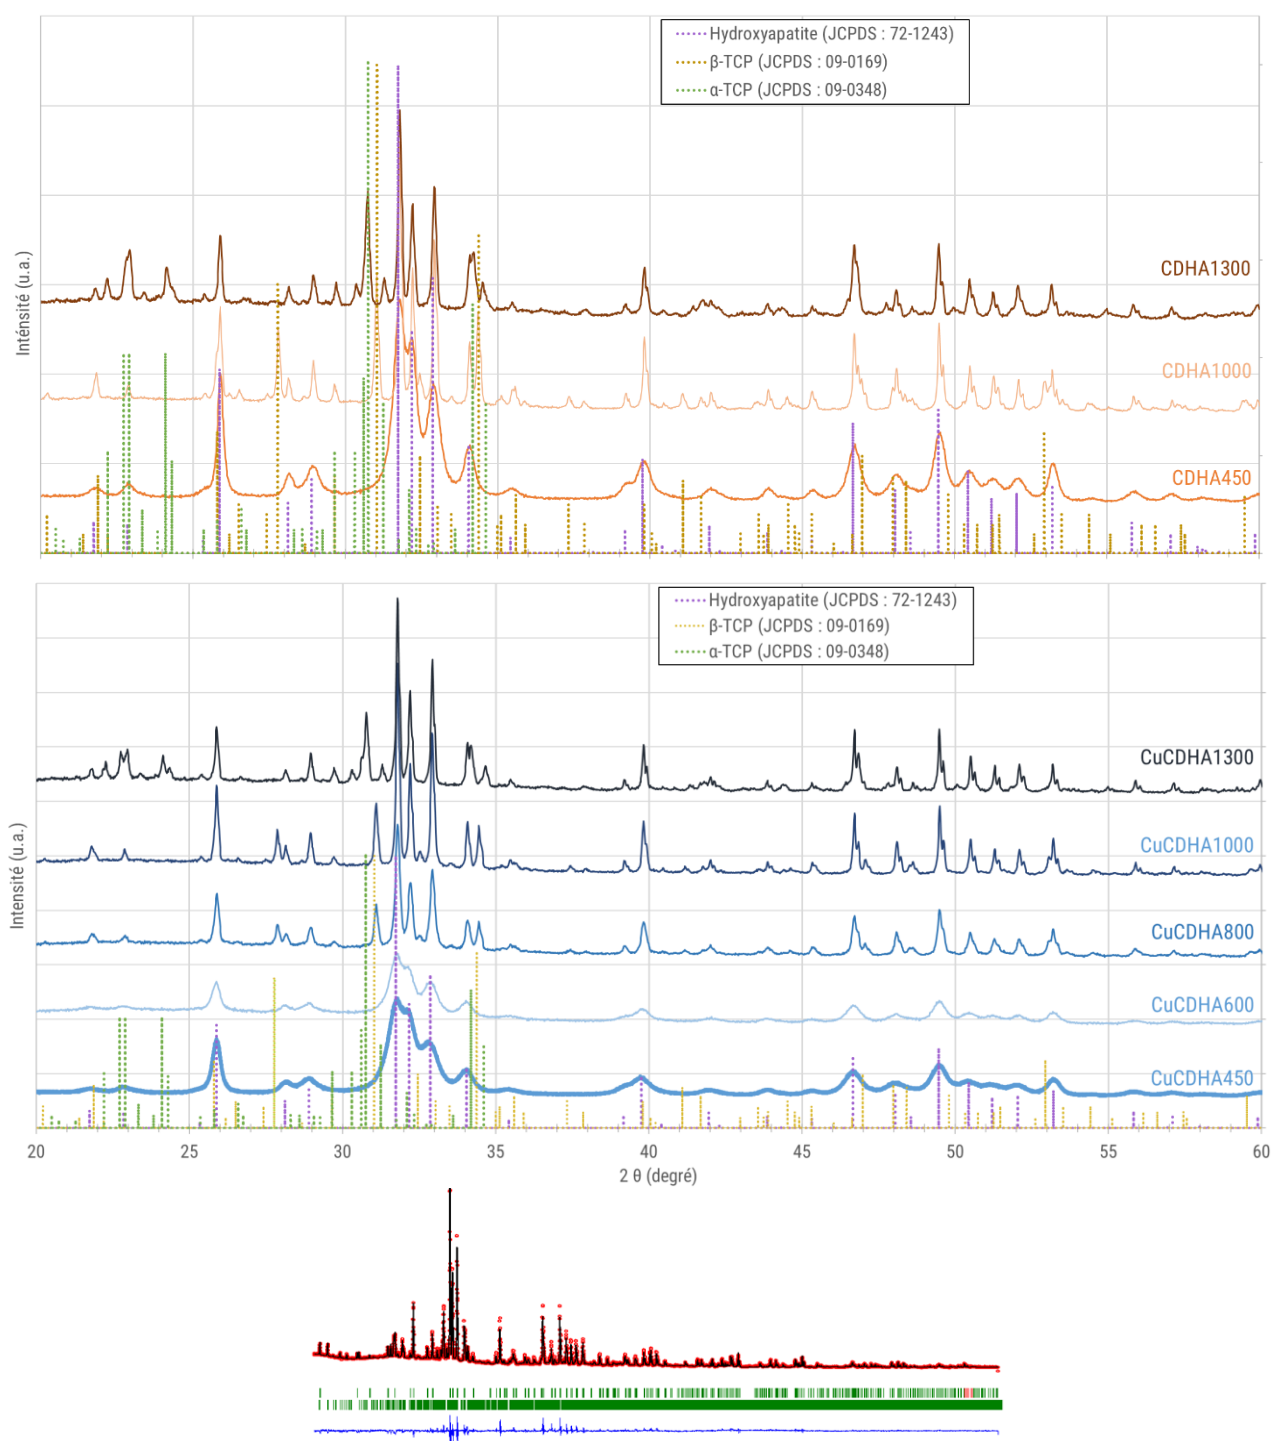 Hydroxyapatite (JCPDS : 72-1243)
β-TCP (JCPDS : 09-0169)
α-TCP (JCPDS : 09-0348)
Inténsité (u.a.)
CDHA1300
CDHA1000
CDHA450
Hydroxyapatite (JCPDS : 72-1243)
β-TCP (JCPDS : 09-0169)
α-TCP (JCPDS : 09-0348)
Intensité (u.a.)
CuCDHA1300
CuCDHA1000
CuCDHA800
CuCDHA600
CuCDHA450
20 25 30 35 40 45 50 55 60
2 θ (degré)